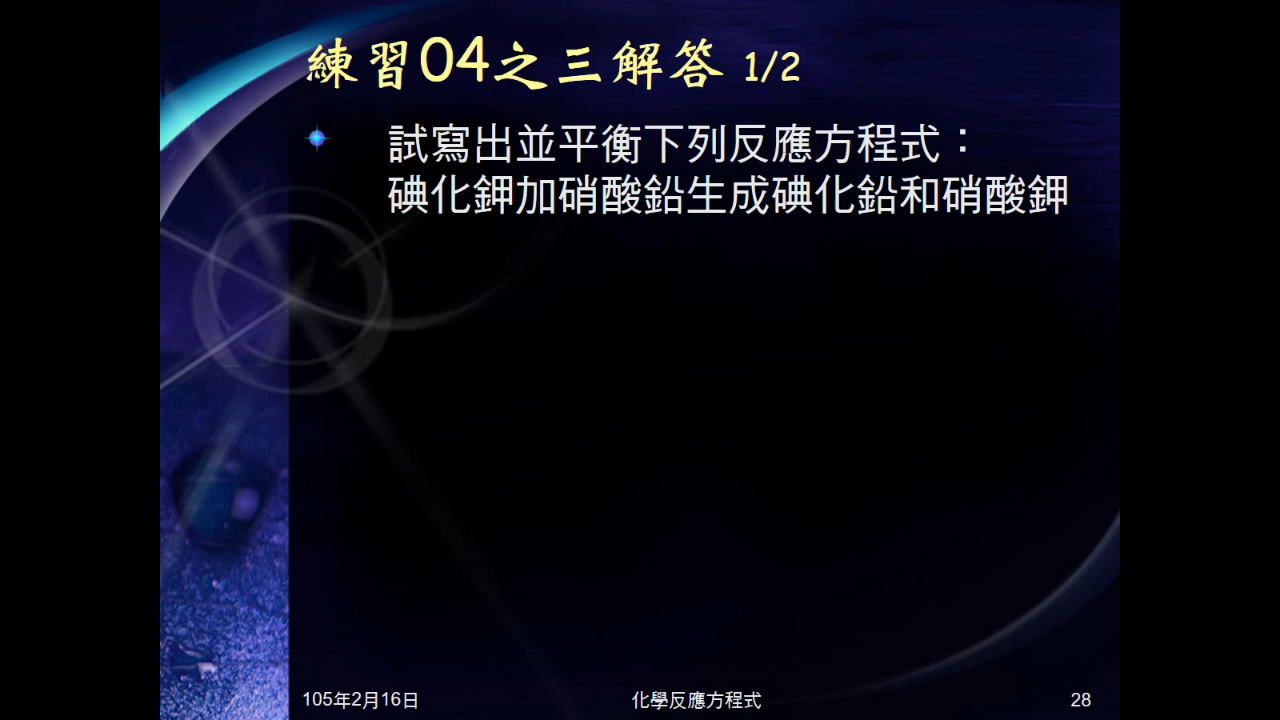 練習04之三解答 1/2
試寫出並平衡下列反應方程式：
碘化鉀加硝酸鉛生成碘化鉛和硝酸鉀
105年2月16日
化學反應方程式
28